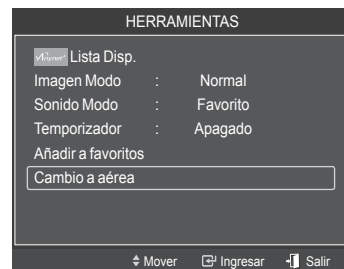 HERRAMIENTAS
Anynet+ Lista Disp.
Imagen Modo : Normal
Sonido Modo : Favorito
Temporizador : Apagado
Añadir a favoritos
Cambio a aérea
Mover Ingresar Salir